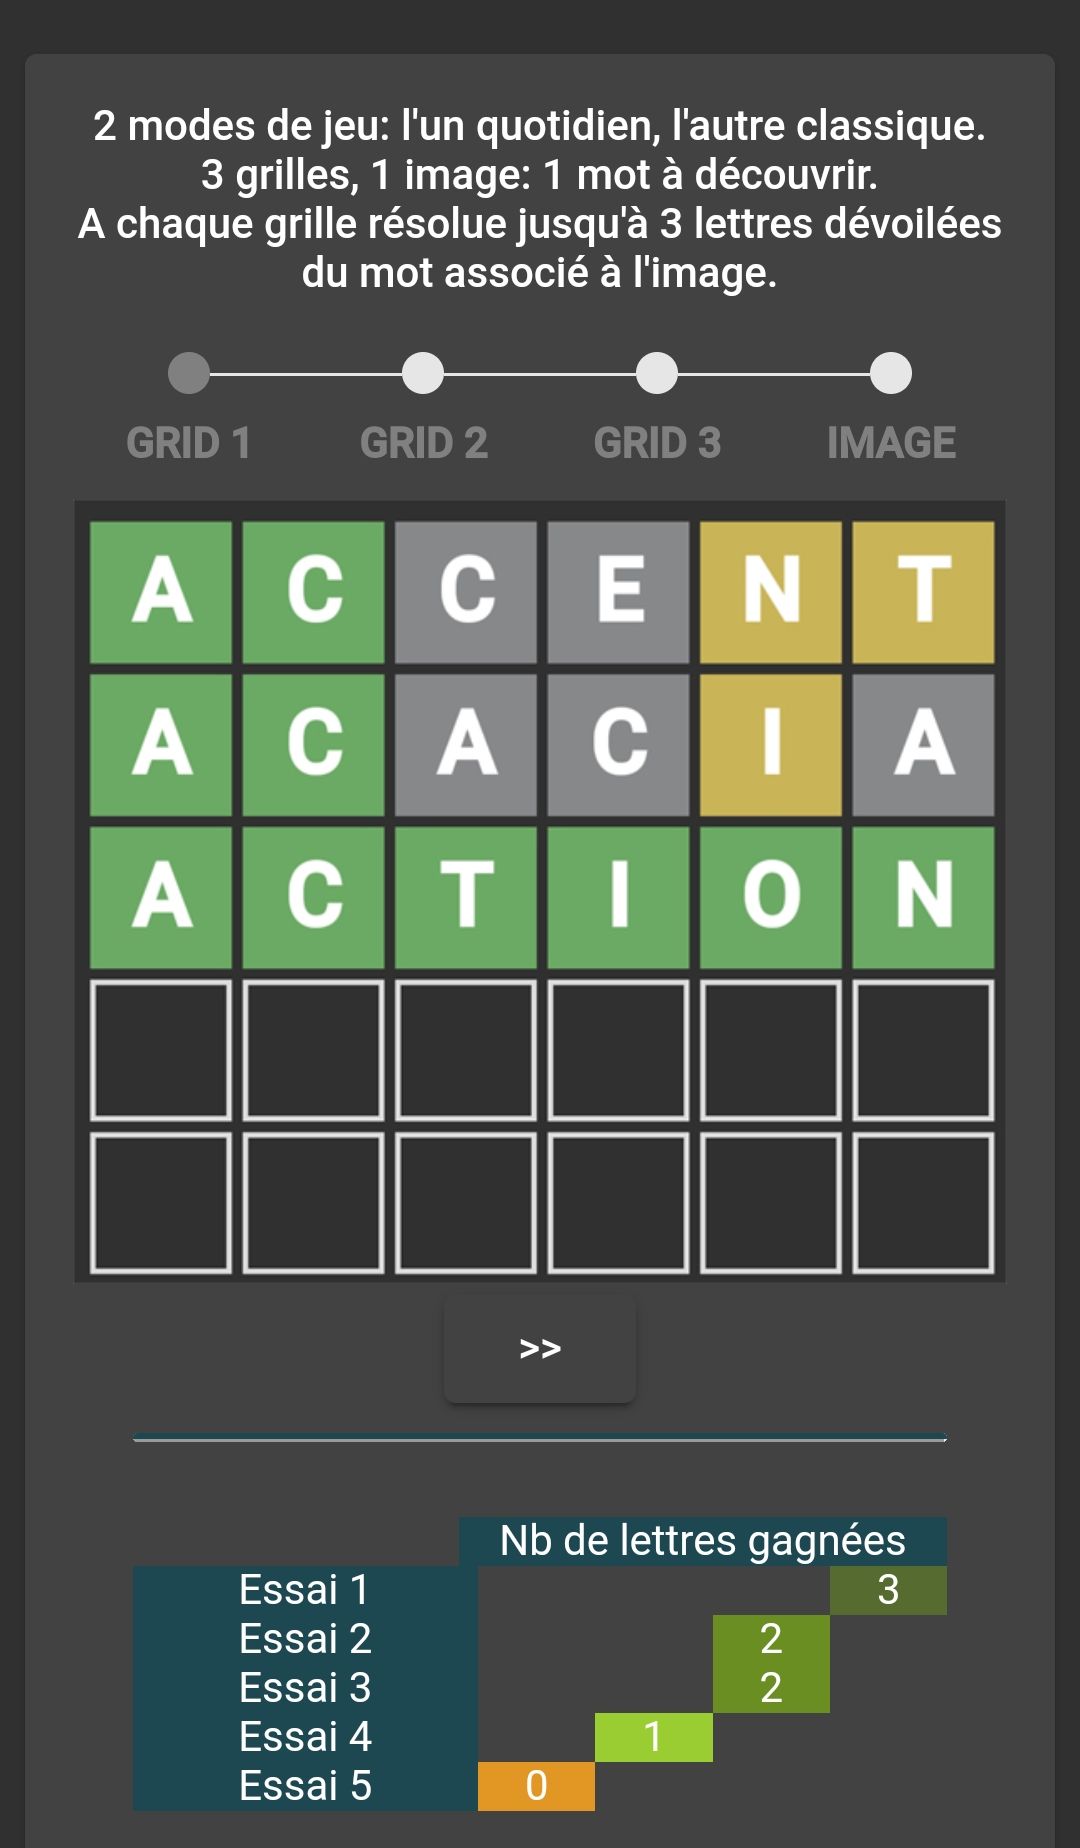 2 modes de jeu: l'un quotidien, l'autre classique.
3 grilles, 1 image: 1 mot à découvrir.
A chaque grille résolue jusqu'à 3 lettres dévoilées
du mot associé à l'image.
GRID 1 GRID 2 GRID 3 IMAGE
A C C E N T
A C A C I A
A C T I O N
>>
Nb de lettres gagnées
Essai 1 3
Essai 2 2
Essai 3 2
Essai 4 1
Essai 5 0